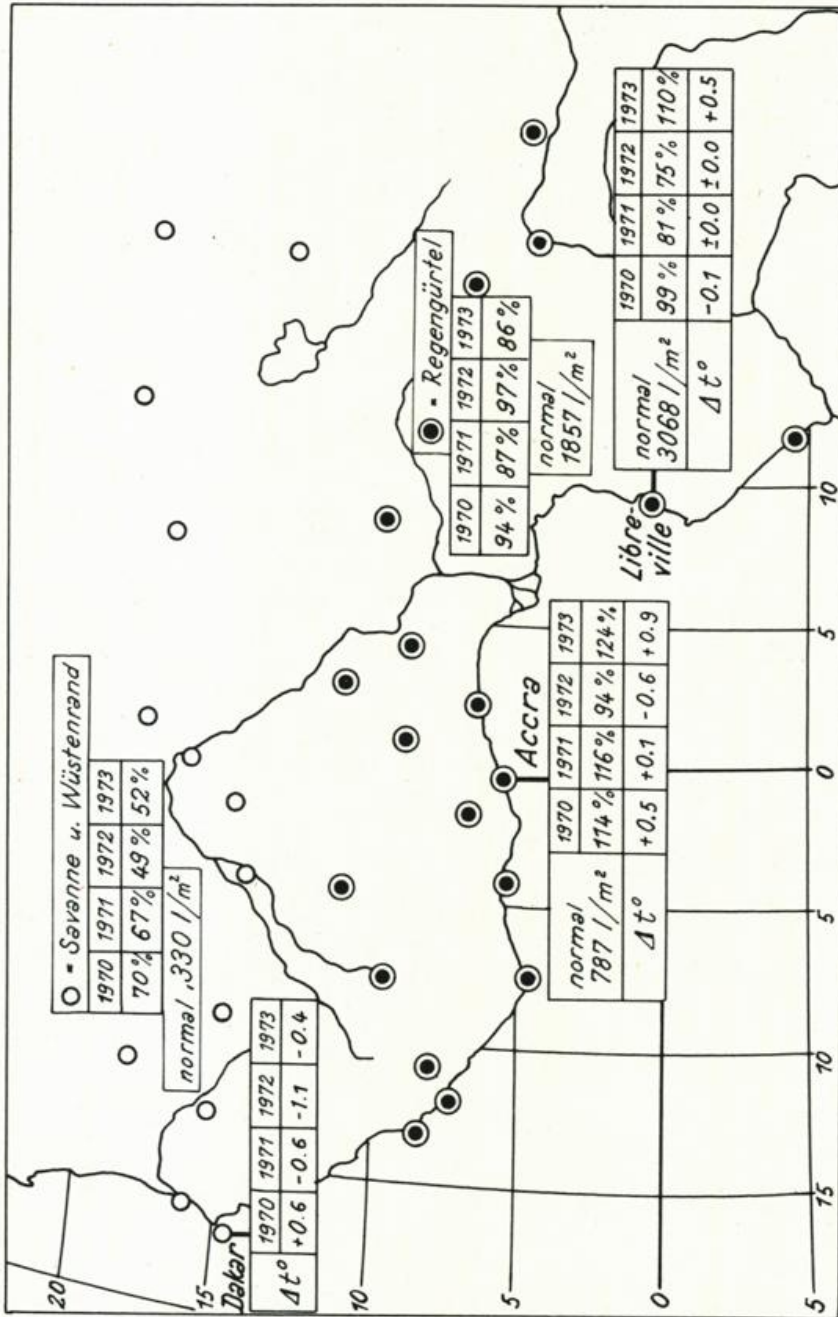 ○ = Savanne u. Wüstenrand
1970 1971 1972 1973
70% 67% 49% 52%
normal 330 l/m²
◉ = Regengürtel
1970 1971 1972 1973
94% 87% 97% 86%
normal
1857 l/m²
Dakar
1970 1971 1972 1973
Δt° +0.6 -0.6 -1.1 -0.4
Accra
1970 1971 1972 1973
normal
787 l/m² 114% 116% 94% 124%
Δt° +0.5 +0.1 -0.6 +0.9
Libre-
ville
1970 1971 1972 1973
normal
3068 l/m² 99% 81% 75% 110%
Δt° -0.1 ±0.0 ±0.0 +0.5
20
15
10
5
0
5
15
10
5
0
5
10